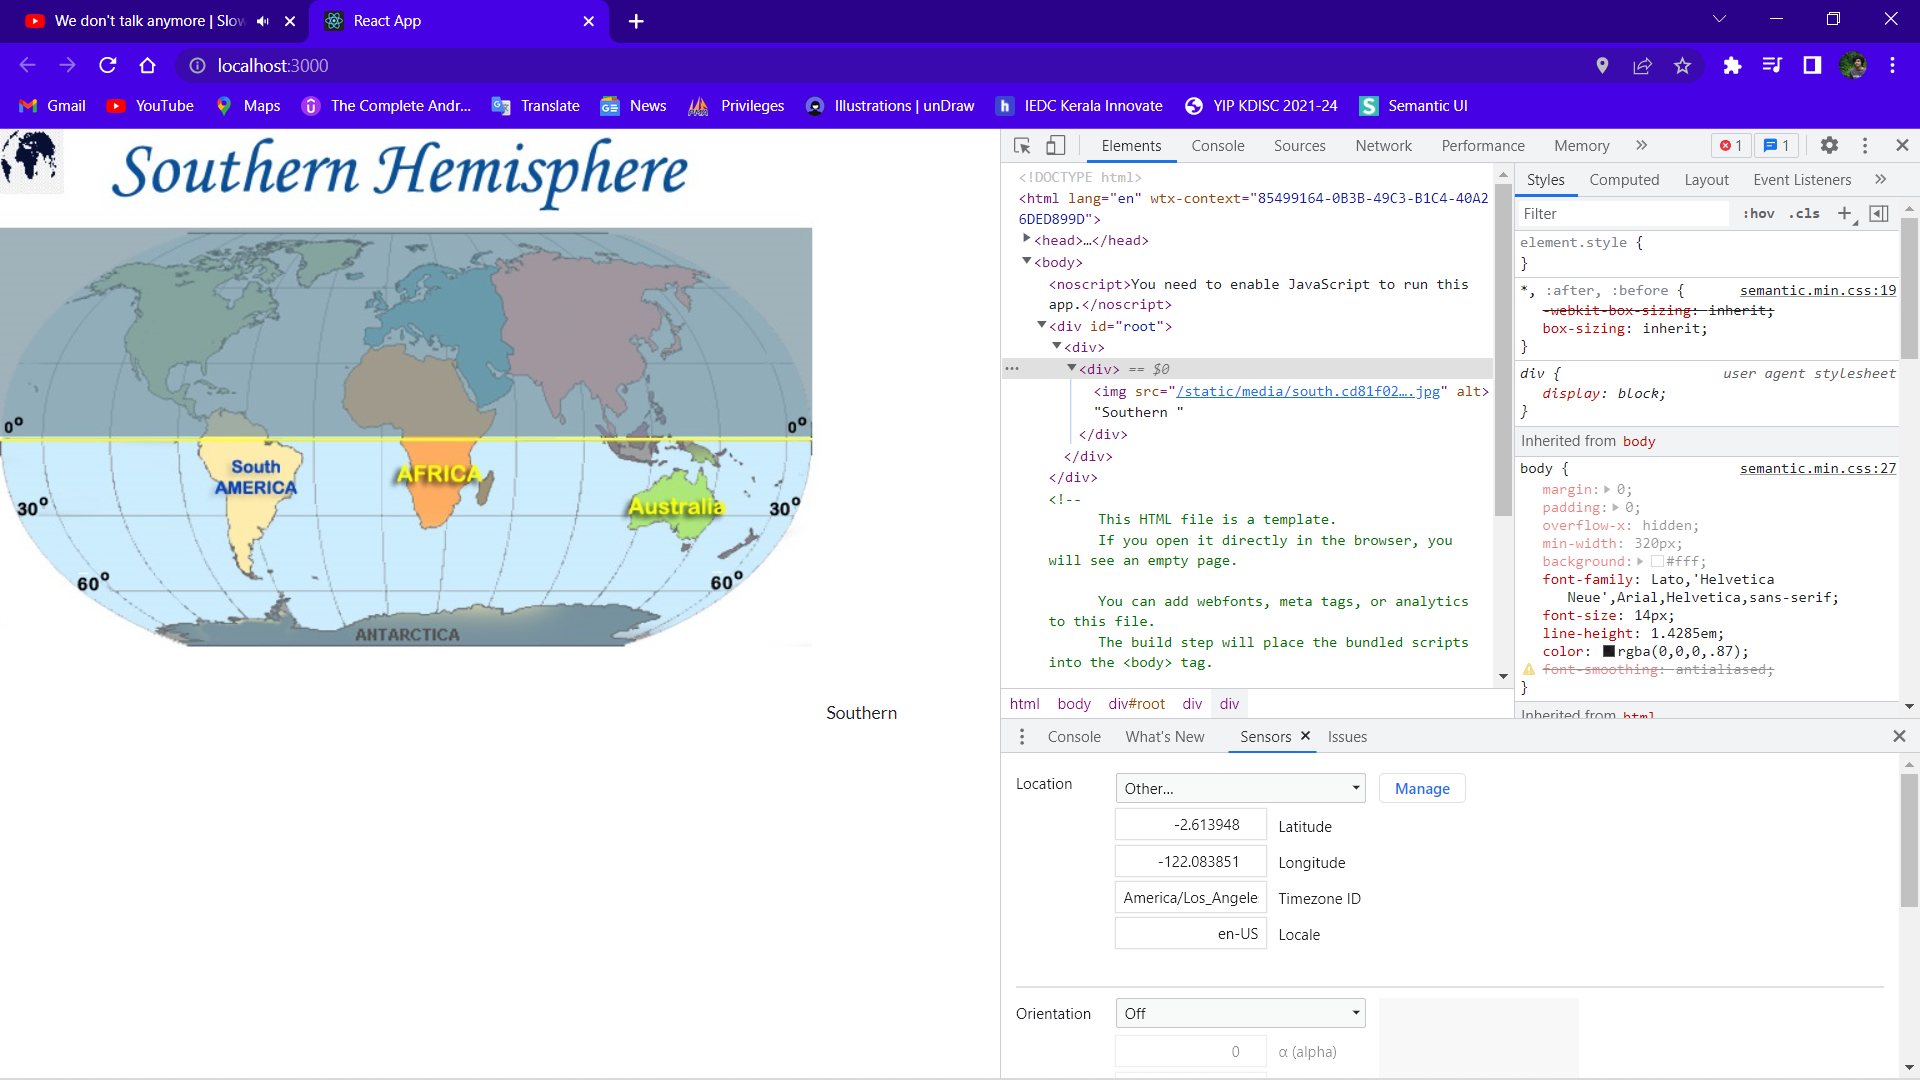 We don't talk anymore | Slow
React App
localhost:3000
Gmail
YouTube
Maps
The Complete Andr...
Translate
News
Privileges
Illustrations | unDraw
IEDC Kerala Innovate
YIP KDISC 2021-24
Semantic UI
Southern Hemisphere
0° 0°
South
AMERICA
AFRICA
Australia
30° 30°
60° 60°
ANTARCTICA
Southern
Elements Console Sources Network Performance Memory » 1 1
<!DOCTYPE html>
<html lang="en" wtx-context="85499164-0B3B-49C3-B1C4-40A2
6DED899D">
<head>…</head>
<body>
<noscript>You need to enable JavaScript to run this
app.</noscript>
<div id="root">
<div>
<div> == $0
<img src="/static/media/south.cd81f02….jpg" alt>
"Southern "
</div>
</div>
</div>
<!--
This HTML file is a template.
If you open it directly in the browser, you
will see an empty page.
You can add webfonts, meta tags, or analytics
to this file.
The build step will place the bundled scripts
into the <body> tag.
html body div#root div div
Styles Computed Layout Event Listeners »
Filter :hov .cls +
element.style {
}
*, :after, :before { semantic.min.css:19
-webkit-box-sizing: inherit;
box-sizing: inherit;
}
div { user agent stylesheet
display: block;
}
Inherited from body
body { semantic.min.css:27
margin: 0;
padding: 0;
overflow-x: hidden;
min-width: 320px;
background: #fff;
font-family: Lato,'Helvetica
Neue',Arial,Helvetica,sans-serif;
font-size: 14px;
line-height: 1.4285em;
color: rgba(0,0,0,.87);
font-smoothing: antialiased;
}
Inherited from html
Console What's New Sensors Issues
Location Other... Manage
-2.613948 Latitude
-122.083851 Longitude
America/Los_Angele Timezone ID
en-US Locale
Orientation Off
0 α (alpha)